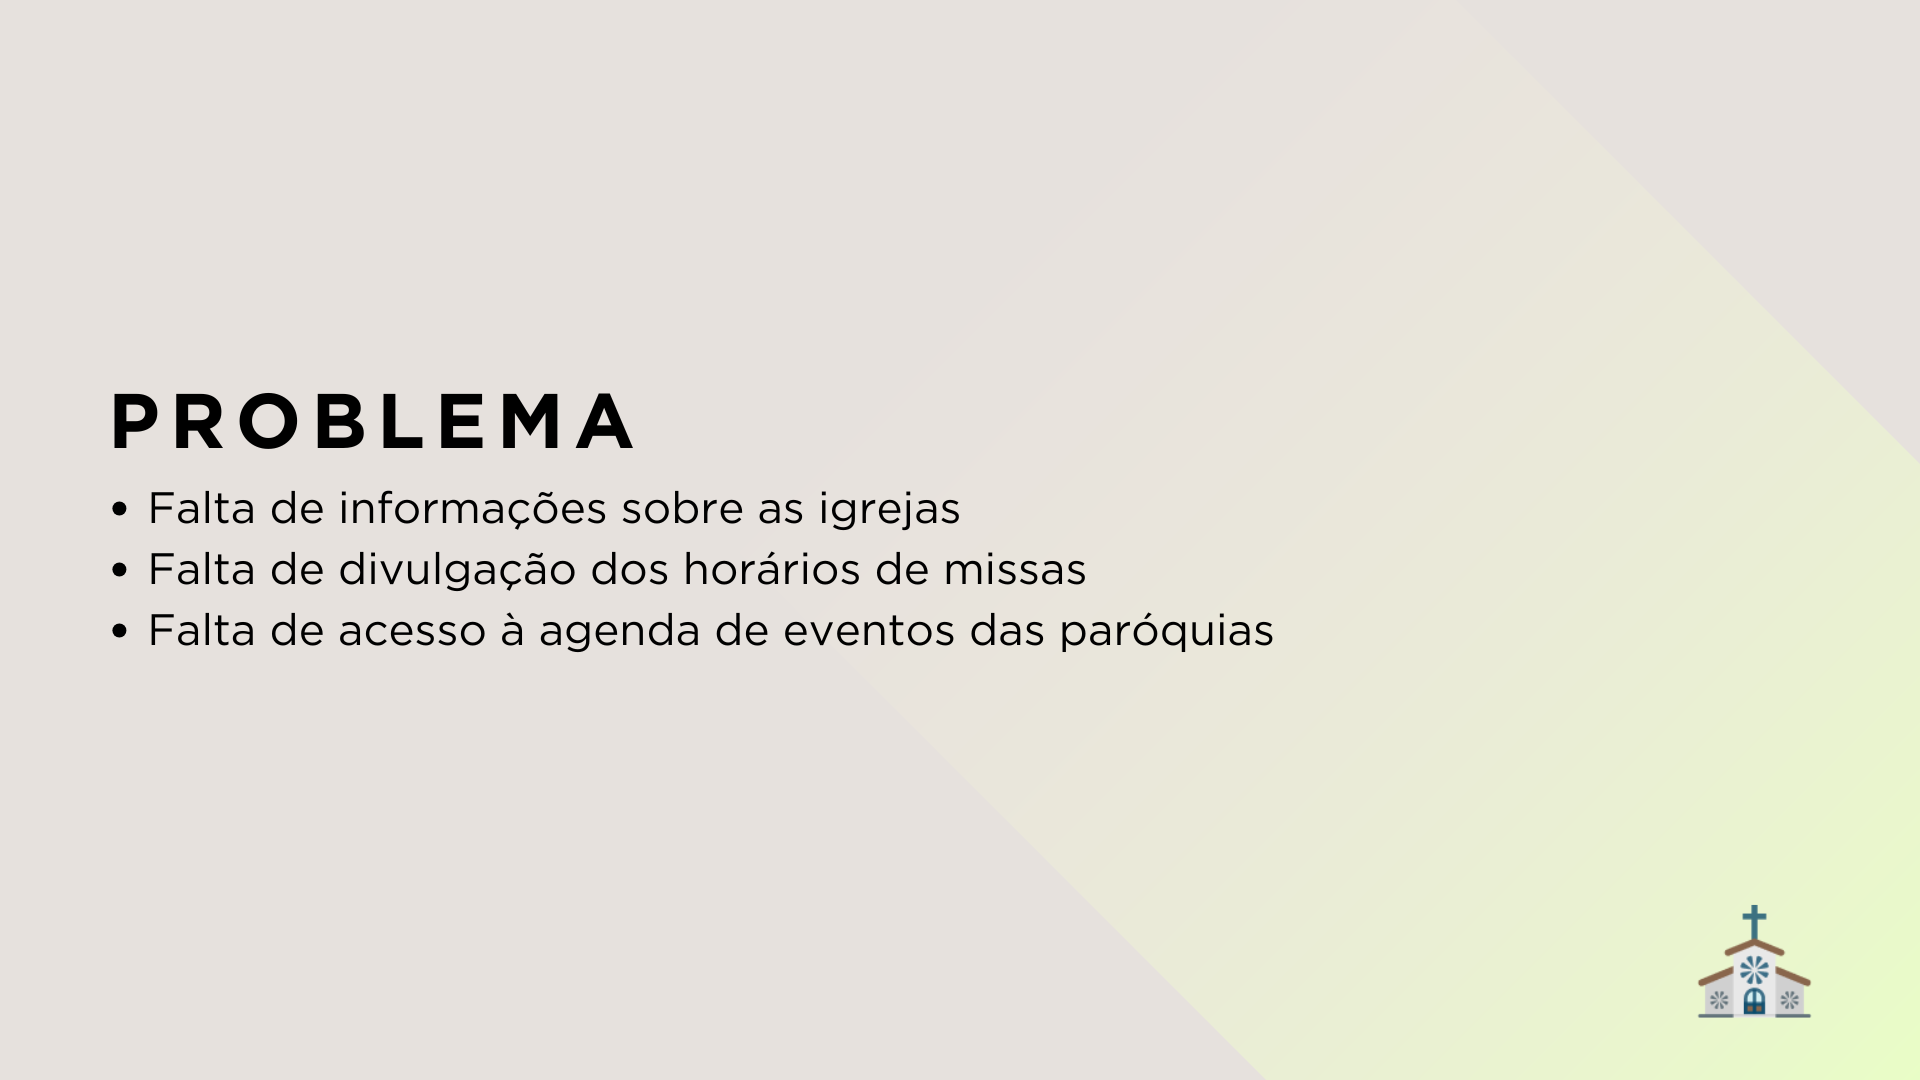 PROBLEMA
• Falta de informações sobre as igrejas
• Falta de divulgação dos horários de missas
• Falta de acesso à agenda de eventos das paróquias